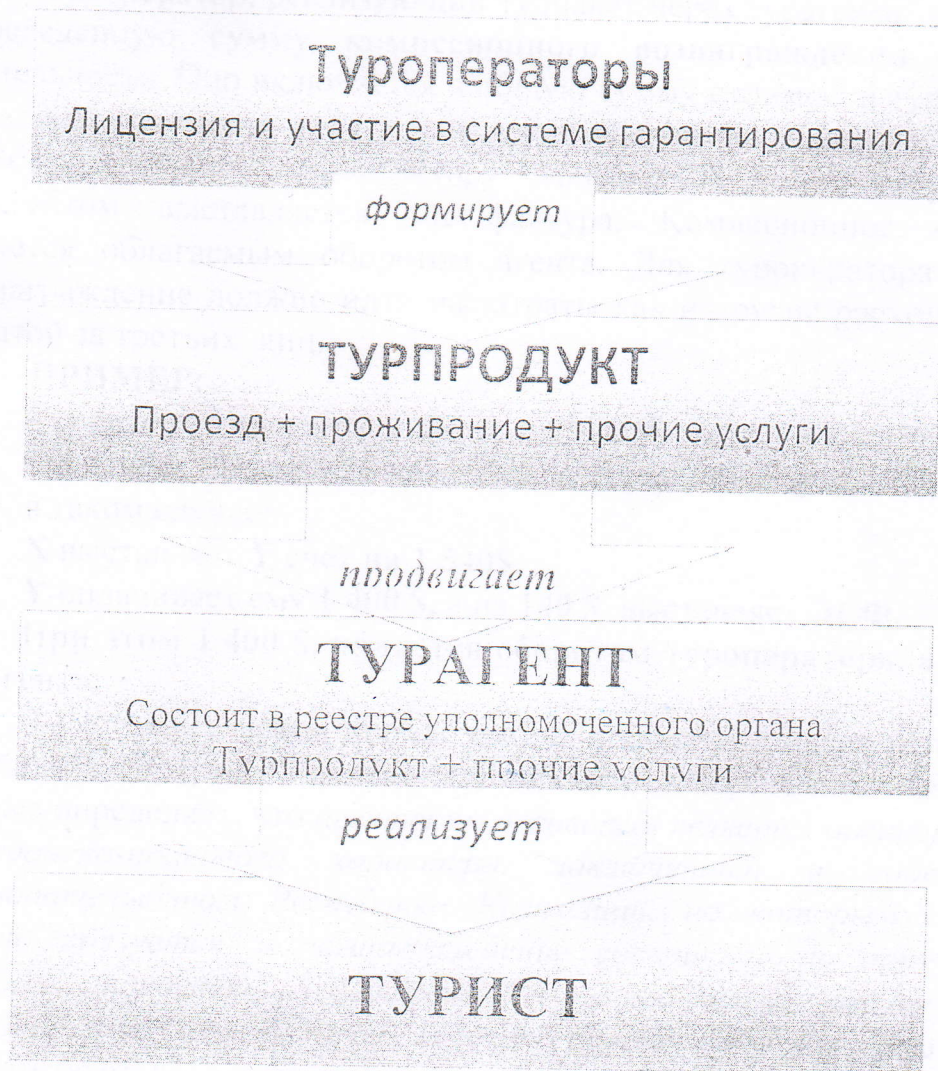 Туроператоры
Лицензия и участие в системе гарантирования
формирует
ТУРПРОДУКТ
Проезд + проживание + прочие услуги
продвигает
ТУРАГЕНТ
Состоит в реестре уполномоченного органа
Турпродукт + прочие услуги
реализует
ТУРИСТ